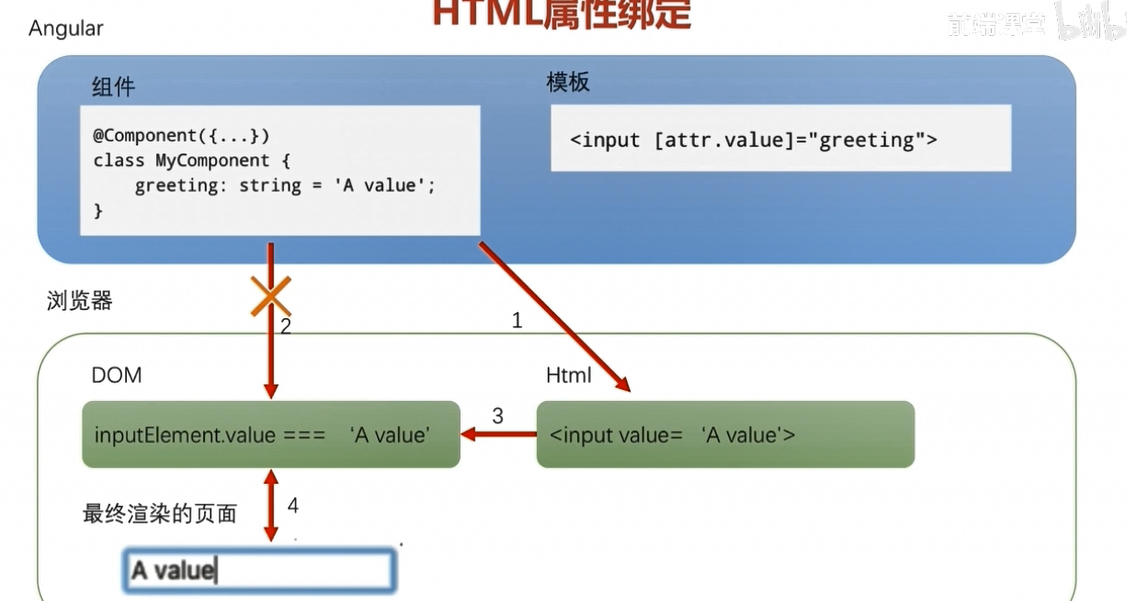 HTML属性绑定
前端课堂 bilib
Angular
组件
@Component({...})
class MyComponent {
greeting: string = 'A value';
}
模板
<input [attr.value]="greeting">
浏览器
2
1
DOM
inputElement.value === ‘A value’
3
Html
<input value= ‘A value’>
最终渲染的页面
4
A value